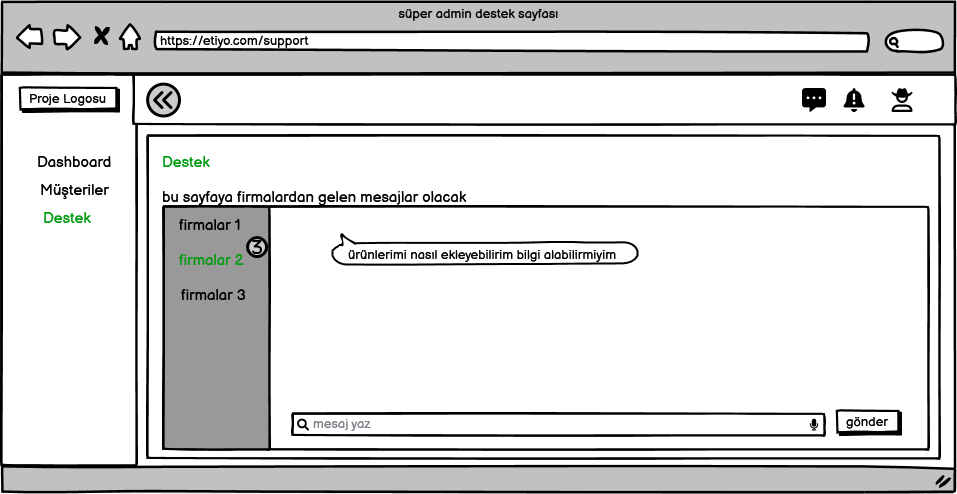 süper admin destek sayfası
https://etiyo.com/support
Proje Logosu
Dashboard
Müşteriler
Destek
Destek
bu sayfaya firmalardan gelen mesajlar olacak
firmalar 1
3
firmalar 2
firmalar 3
ürünlerimi nasıl ekleyebilirim bilgi alabilirmiyim
mesaj yaz
gönder